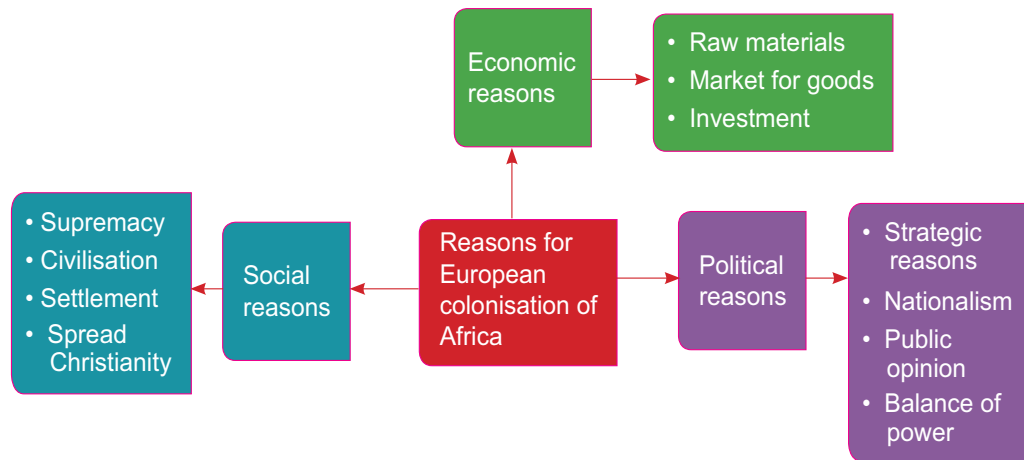 Economic
reasons
• Raw materials
• Market for goods
• Investment
• Supremacy
• Civilisation
• Settlement
• Spread
Christianity
Social
reasons
Reasons for
European
colonisation of
Africa
Political
reasons
• Strategic
reasons
• Nationalism
• Public
opinion
• Balance of
power